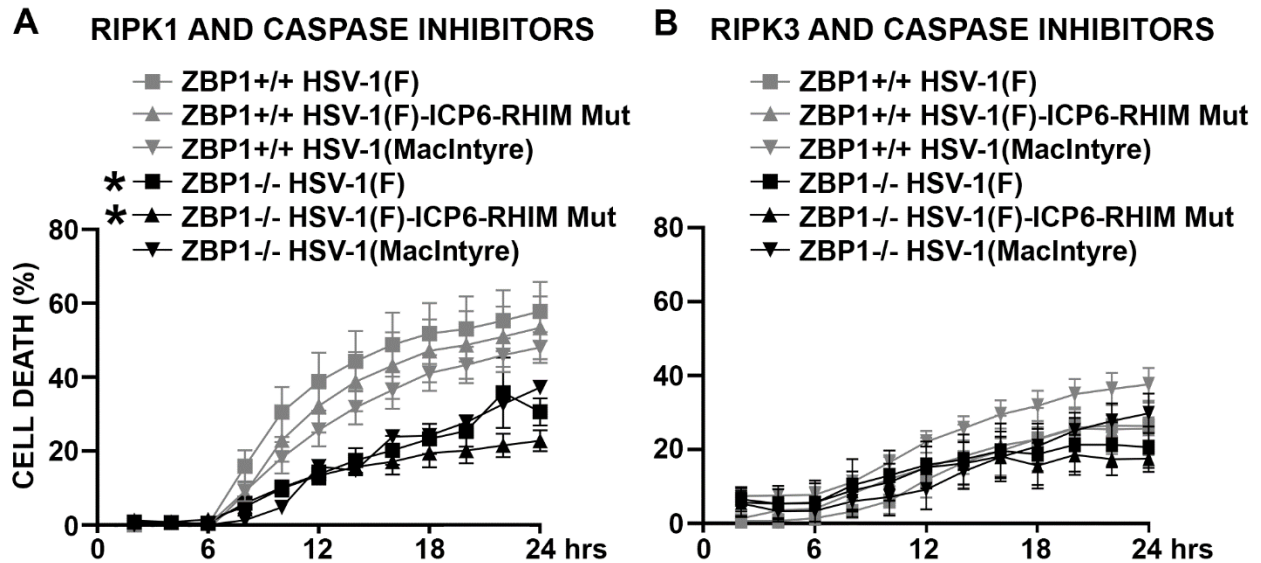 A RIPK1 AND CASPASE INHIBITORS
ZBP1+/+ HSV-1(F)
ZBP1+/+ HSV-1(F)-ICP6-RHIM Mut
ZBP1+/+ HSV-1(MacIntyre)
* ZBP1-/- HSV-1(F)
* ZBP1-/- HSV-1(F)-ICP6-RHIM Mut
ZBP1-/- HSV-1(MacIntyre)
CELL DEATH (%)
80
60
40
20
0
0 6 12 18 24 hrs
B RIPK3 AND CASPASE INHIBITORS
ZBP1+/+ HSV-1(F)
ZBP1+/+ HSV-1(F)-ICP6-RHIM Mut
ZBP1+/+ HSV-1(MacIntyre)
ZBP1-/- HSV-1(F)
ZBP1-/- HSV-1(F)-ICP6-RHIM Mut
ZBP1-/- HSV-1(MacIntyre)
80
60
40
20
0
0 6 12 18 24 hrs